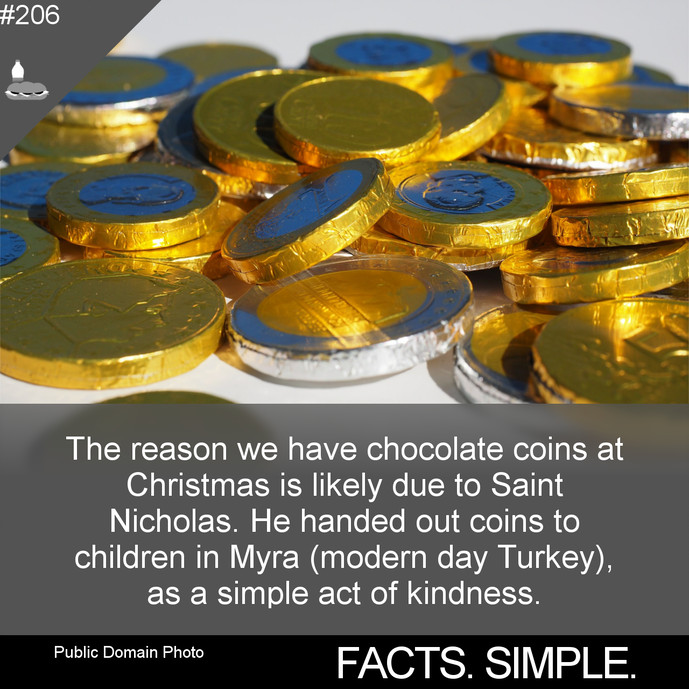 #206
The reason we have chocolate coins at
Christmas is likely due to Saint
Nicholas. He handed out coins to
children in Myra (modern day Turkey),
as a simple act of kindness.
Public Domain Photo
FACTS. SIMPLE.